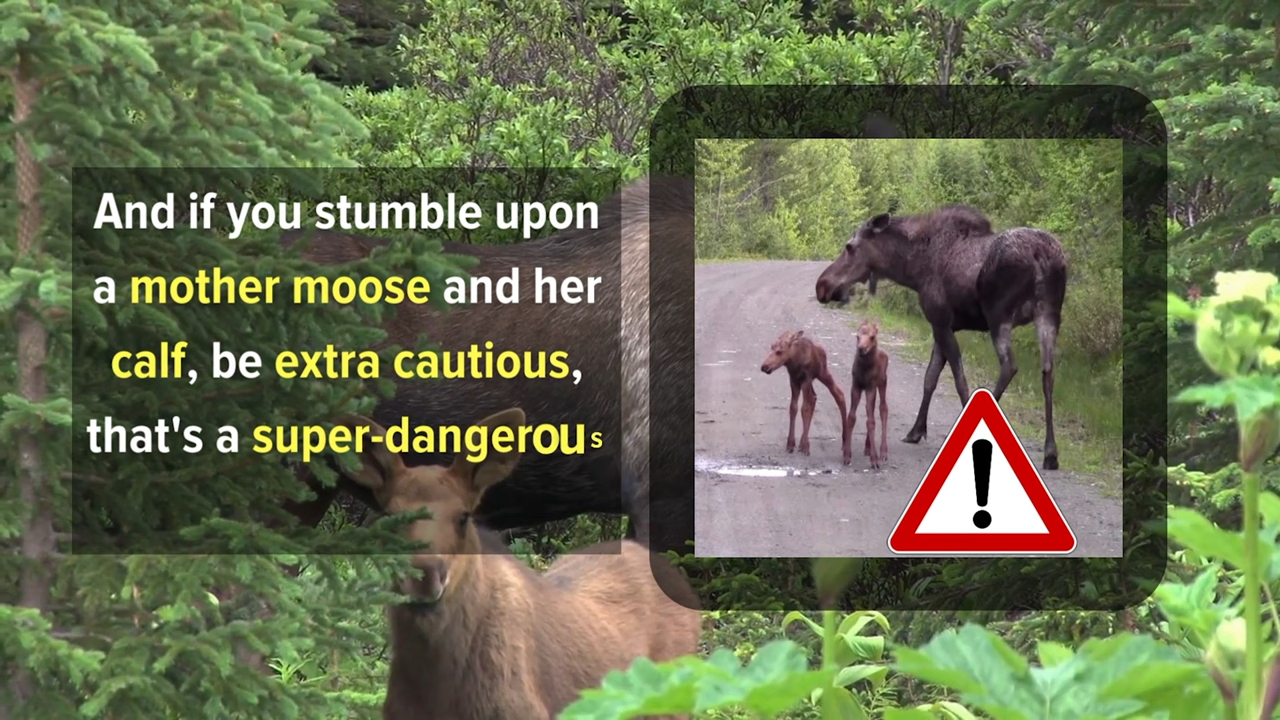 And if you stumble upon
a mother moose and her
calf, be extra cautious,
that's a super-dangerous